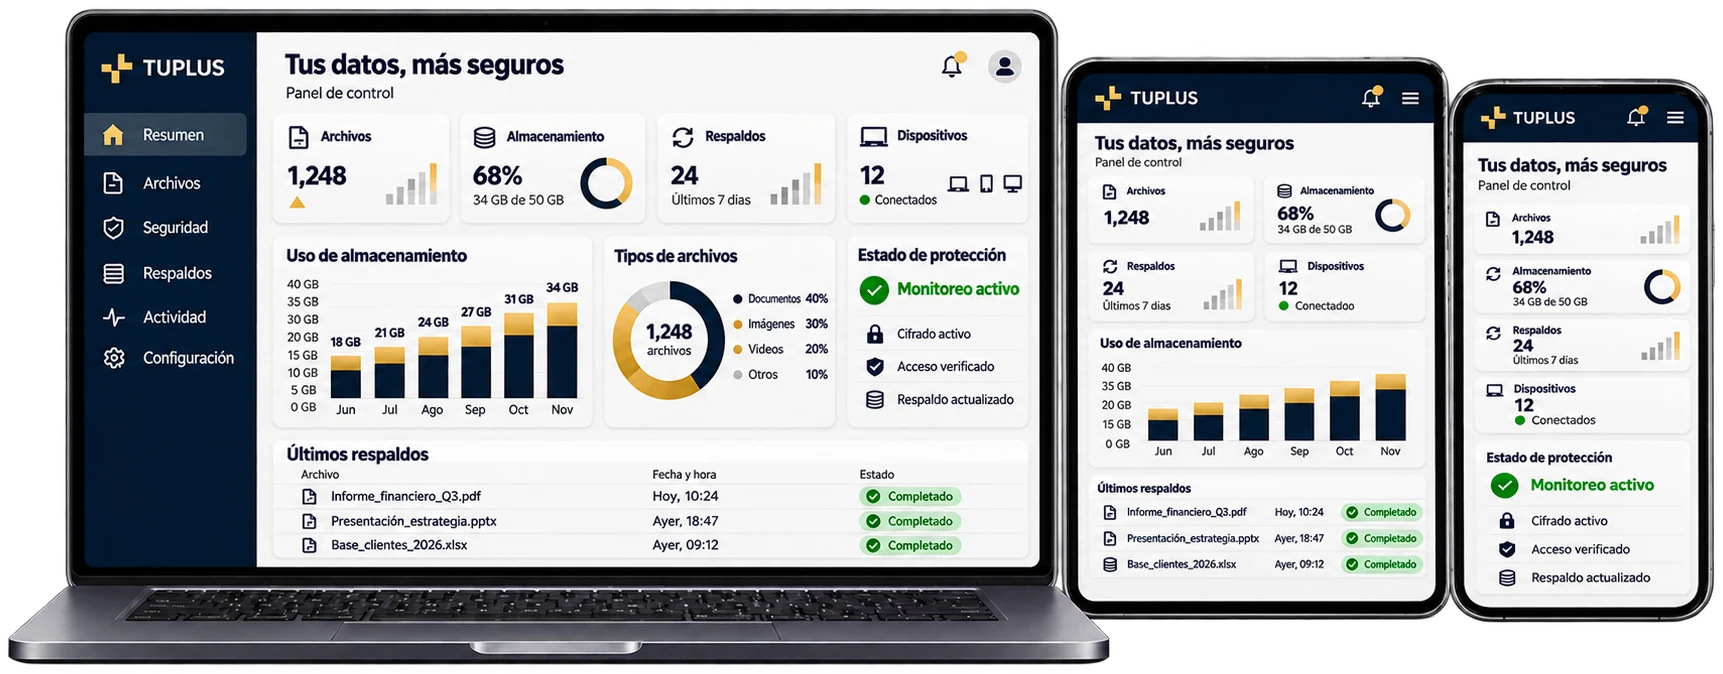 TUPLUS
Resumen
Archivos
Seguridad
Respaldos
Actividad
Configuración
Tus datos, más seguros
Panel de control
Archivos
1,248
Almacenamiento
68%
34 GB de 50 GB
Respaldos
24
Últimos 7 dias
Dispositivos
12
Conectados
Uso de almacenamiento
40 GB
35 GB
30 GB
20 GB
15 GB
10 GB
5 GB
0 GB
18 GB
21 GB
24 GB
27 GB
31 GB
34 GB
Jun Jul Ago Sep Oct Nov
Tipos de archivos
1,248
archivos
Documentos 40%
Imágenes 30%
Videos 20%
Otros 10%
Estado de protección
Monitoreo activo
Cifrado activo
Acceso verificado
Respaldo actualizado
Últimos respaldos
Archivo Fecha y hora Estado
Informe_financiero_Q3.pdf Hoy, 10:24 Completado
Presentación_estrategia.pptx Ayer, 18:47 Completado
Base_clientes_2026.xlsx Ayer, 09:12 Completado
TUPLUS
Tus datos, más seguros
Panel de control
Archivos
1,248
Almacenamiento
68%
34 GB de 50 GB
Respaldos
24
Últimos 7 dias
Dispositivos
12
Conectadoo
Uso de almacenamiento
40 GB
35 GB
20 GB
15 GB
0 GB
Jun Jul Ago Sep Oct Nov
Últimos respaldos
Informe_financiero_Q3.pdf Hoy, 10:24 Completado
Presentación_estrategia.pptx Ayer, 18:47 Completado
Base_clientes_2026.xlsx Ayer, 09:12 Completado
TUPLUS
Tus datos, más seguros
Panel de control
Archivos
1,248
Almacenamiento
68%
34 GB de 50 GB
Respaldos
24
Últimos 7 dias
Dispositivos
12
Conectados
Estado de protección
Monitoreo activo
Cifrado activo
Acceso verificado
Respaldo actualizado